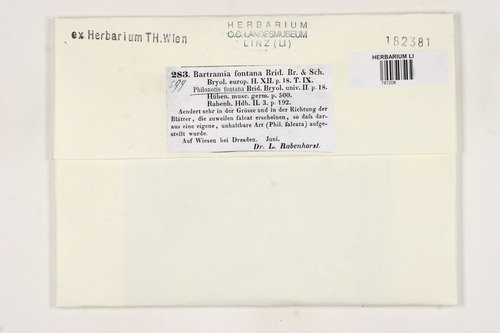 ex Herbarium TH.Wien
HERBARIUM
O.Ö.LANDESMUSEUM
LINZ (LI)
182381
HERBARIUM LI
787208
283. Bartramia fontana Brid. Br. & Sch.
Bryol. europ. H. XII. p. 18. T. IX.
599
Philonotis fontana Brid. Bryol. univ. II p. 18.
Hüben. musc. germ. p. 500.
Rabenh. Hdb. II. 3. p. 192.
Aendert sehr in der Grösse und in der Richtung der
Blätter, die zuweilen falcat erscheinen, so dafs dar-
aus eine eigene, unhaltbare Art (Phil. falcata) aufge-
stellt wurde.
Auf Wiesen bei Dresden. Juni.
Dr. L. Rabenhorst.